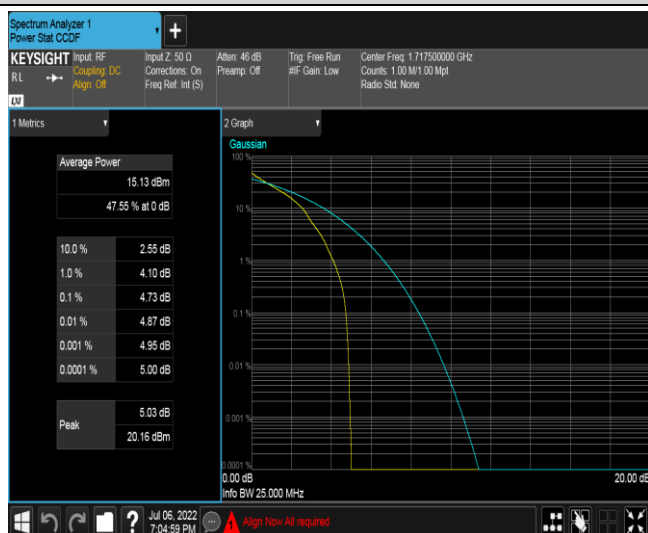 Spectrum Analyzer 1
Power Stat CCDF
+
KEYSIGHT
RL
LXI
Input: RF
Coupling: DC
Align: Off
Input Z: 50 Ω
Corrections: On
Freq Ref: Int (S)
Atten: 46 dB
Preamp: Off
Trig: Free Run
#IF Gain: Low
Center Freq: 1.717500000 GHz
Counts: 1.00 M/1.00 Mpt
Radio Std: None
1 Metrics
Average Power
15.13 dBm
47.55 % at 0 dB
10.0 % 2.55 dB
1.0 % 4.10 dB
0.1 % 4.73 dB
0.01 % 4.87 dB
0.001 % 4.95 dB
0.0001 % 5.00 dB
Peak
5.03 dB
20.16 dBm
2 Graph
Gaussian
100 %
10 %
1 %
0.1 %
0.01 %
0.001 %
0.0001 %
0.00 dB 20.00 dB
Info BW 25.000 MHz
?
Jul 06, 2022
7:04:59 PM
Align Now All required